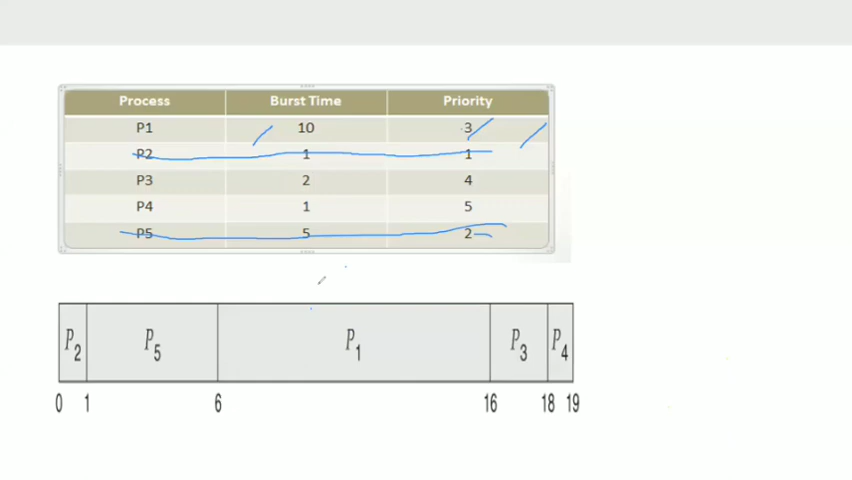 Process Burst Time Priority
P1 10 3
P2 1 1
P3 2 4
P4 1 5
P5 5 2
P2 P5 P1 P3 P4
0 1 6 16 18 19